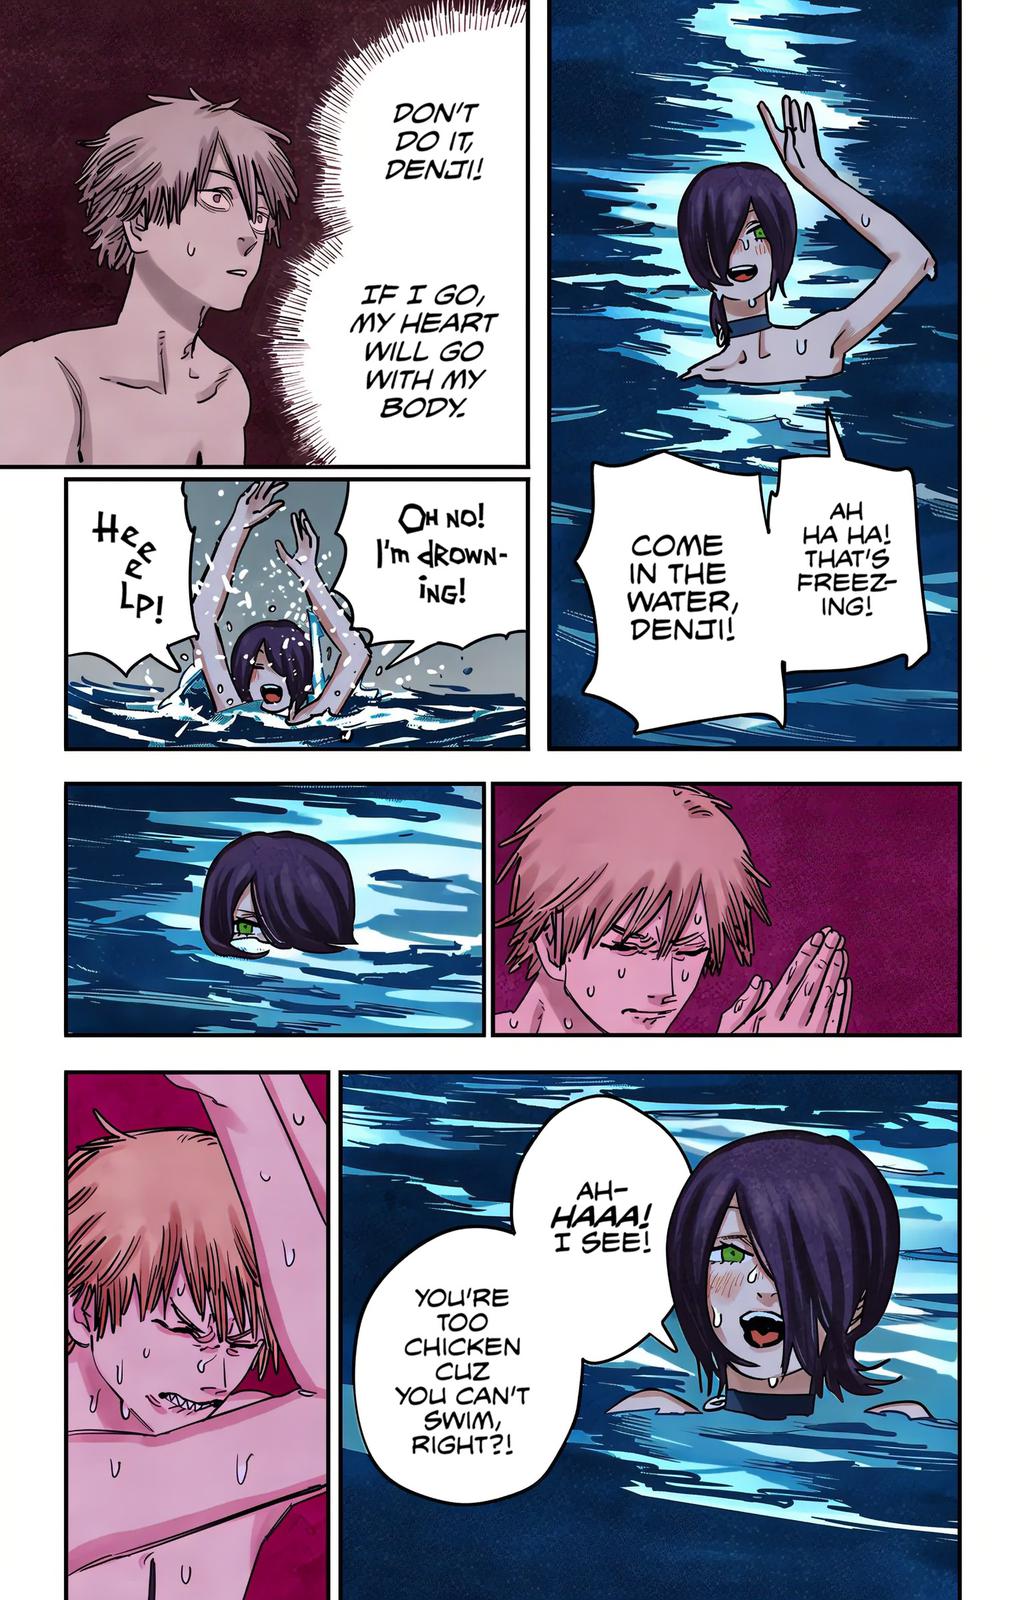 DON'T
DO IT,
DENJI!
IF I GO,
MY HEART
WILL GO
WITH MY
BODY.
AH
HA HA!
THAT'S
FREEZ-
ING!
COME
IN THE
WATER,
DENJI!
OH NO!
I'm drown-
ing!
Heeelp!
AH-
HAAA!
I SEE!
YOU'RE
TOO
CHICKEN
CUZ
YOU CAN'T
SWIM,
RIGHT?!